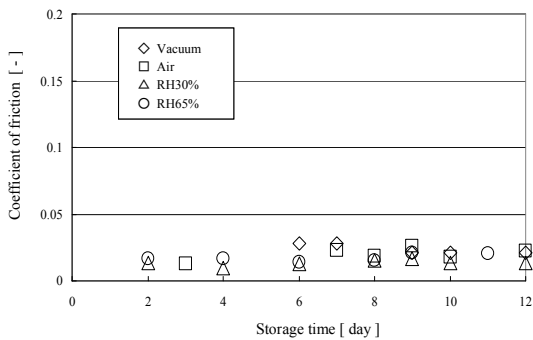 0.2
0.15
0.1
0.05
0
Coefficient of friction [ - ]
Vacuum
Air
RH30%
RH65%
0 2 4 6 8 10 12
Storage time [ day ]